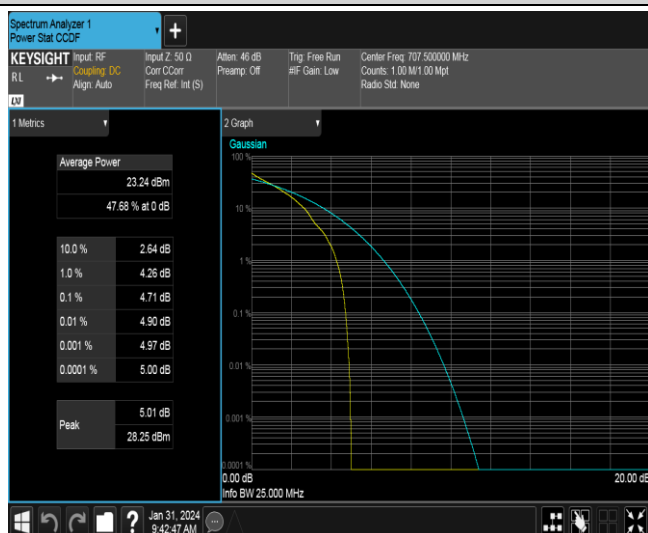 Spectrum Analyzer 1
Power Stat CCDF
+
KEYSIGHT
RL
LXI
Input: RF
Coupling: DC
Align: Auto
Input Z: 50 Ω
Corr CCorr
Freq Ref: Int (S)
Atten: 46 dB
Preamp: Off
Trig: Free Run
#IF Gain: Low
Center Freq: 707.500000 MHz
Counts: 1.00 M/1.00 Mpt
Radio Std: None
1 Metrics
Average Power
23.24 dBm
47.68 % at 0 dB
10.0 % 2.64 dB
1.0 % 4.26 dB
0.1 % 4.71 dB
0.01 % 4.90 dB
0.001 % 4.97 dB
0.0001 % 5.00 dB
Peak
5.01 dB
28.25 dBm
2 Graph
Gaussian
100 %
10 %
1 %
0.1 %
0.01 %
0.001 %
0.0001 %
0.00 dB
20.00 dB
Info BW 25.000 MHz
?
Jan 31, 2024
9:42:47 AM